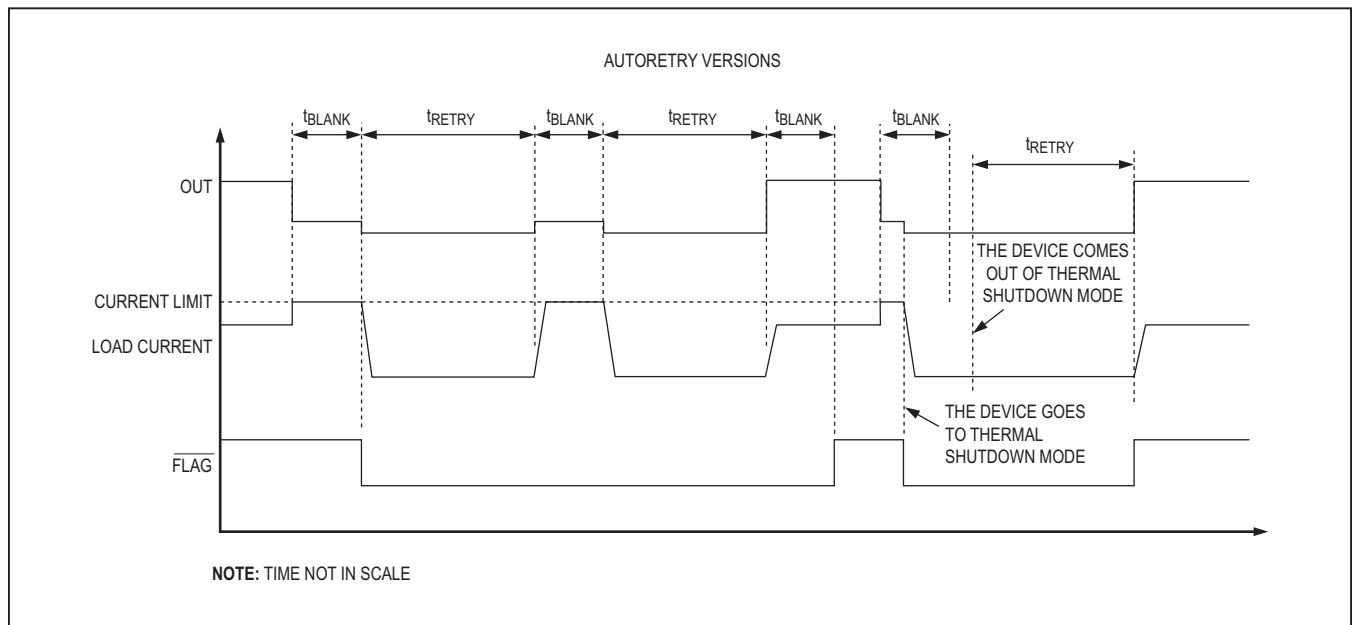 AUTORETRY VERSIONS
tBLANK
tRETRY
tBLANK
tRETRY
tBLANK
tBLANK
tRETRY
OUT
THE DEVICE COMES
OUT OF THERMAL
SHUTDOWN MODE
CURRENT LIMIT
LOAD CURRENT
THE DEVICE GOES
TO THERMAL
SHUTDOWN MODE
FLAG
NOTE: TIME NOT IN SCALE